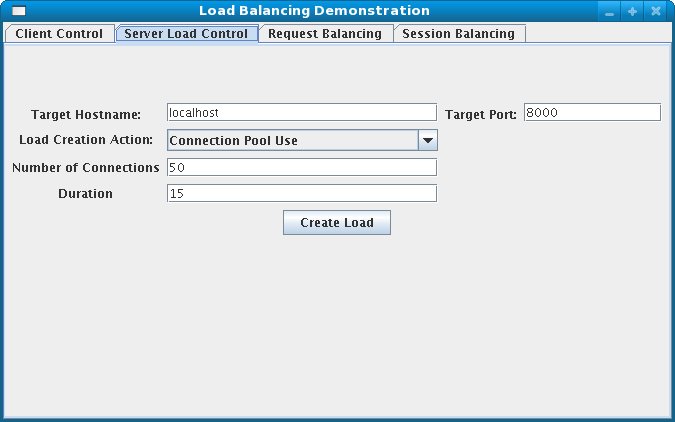 Load Balancing Demonstration
Client Control Server Load Control Request Balancing Session Balancing
Target Hostname: localhost Target Port: 8000
Load Creation Action: Connection Pool Use
Number of Connections 50
Duration 15
Create Load